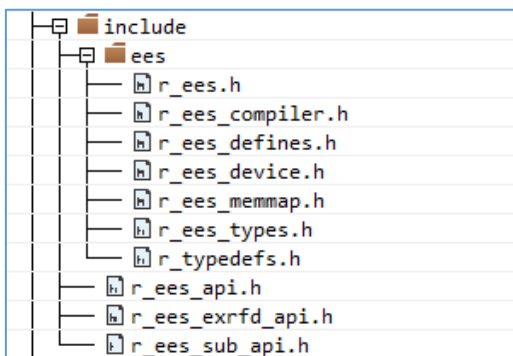 include
ees
r_ees.h
r_ees_compiler.h
r_ees_defines.h
r_ees_device.h
r_ees_memmap.h
r_ees_types.h
r_typedefs.h
r_ees_api.h
r_ees_exrfd_api.h
r_ees_sub_api.h